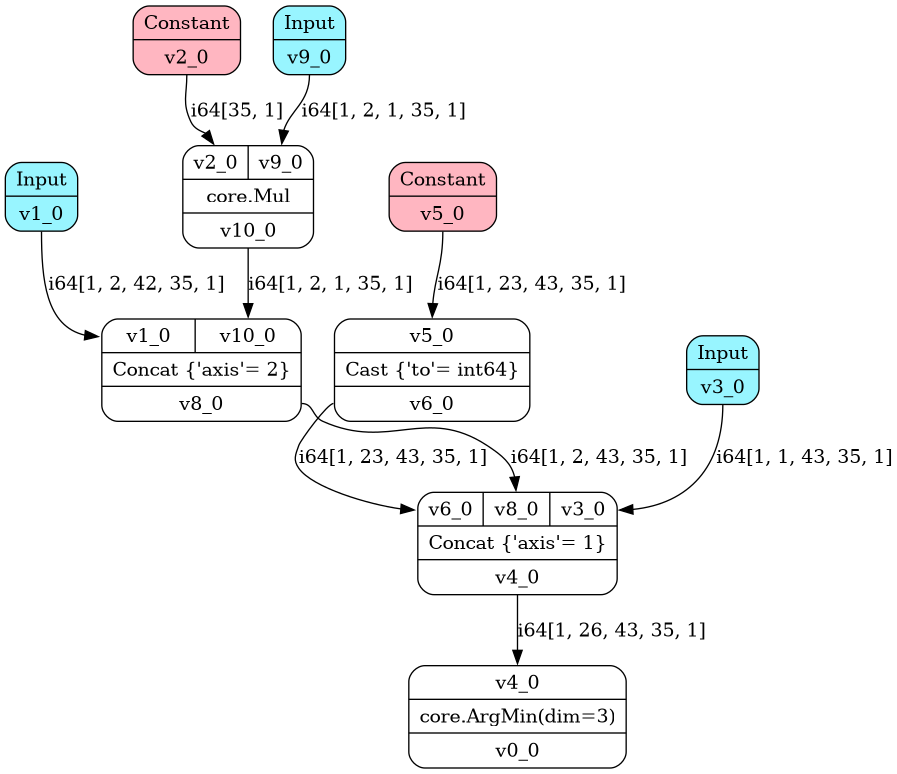 Constant
v2_0
Input
v9_0
i64[35, 1]
i64[1, 2, 1, 35, 1]
v2_0 v9_0
core.Mul
v10_0
Input
v1_0
Constant
v5_0
i64[1, 2, 42, 35, 1]
i64[1, 2, 1, 35, 1]
i64[1, 23, 43, 35, 1]
v1_0 v10_0
Concat {'axis'= 2}
v8_0
v5_0
Cast {'to'= int64}
v6_0
Input
v3_0
i64[1, 23, 43, 35, 1]
i64[1, 2, 43, 35, 1]
i64[1, 1, 43, 35, 1]
v6_0 v8_0 v3_0
Concat {'axis'= 1}
v4_0
i64[1, 26, 43, 35, 1]
v4_0
core.ArgMin(dim=3)
v0_0